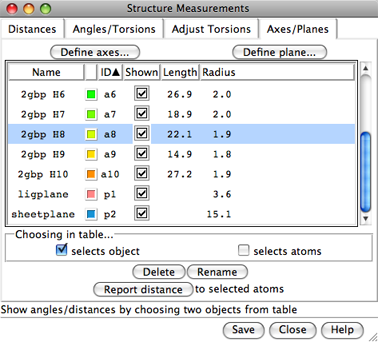 Structure Measurements
Distances Angles/Torsions Adjust Torsions Axes/Planes
Define axes... Define plane...
Name ID▲ Shown Length Radius
2gbp H6 a6 26.9 2.0
2gbp H7 a7 18.9 2.0
2gbp H8 a8 22.1 1.9
2gbp H9 a9 14.9 1.8
2gbp H10 a10 27.2 1.9
ligplane p1 3.6
sheetplane p2 15.1
Choosing in table...
selects object selects atoms
Delete Rename
Report distance to selected atoms
Show angles/distances by choosing two objects from table
Save Close Help